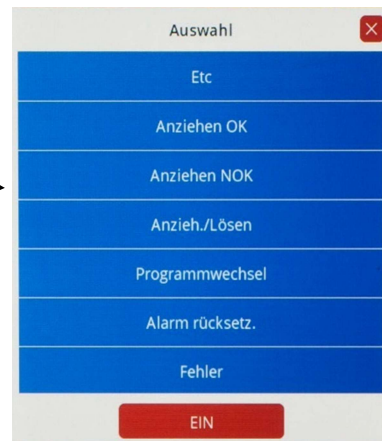 Auswahl
Etc
Anziehen OK
Anziehen NOK
Anzieh./Lösen
Programmwechsel
Alarm rücksetz.
Fehler
EIN